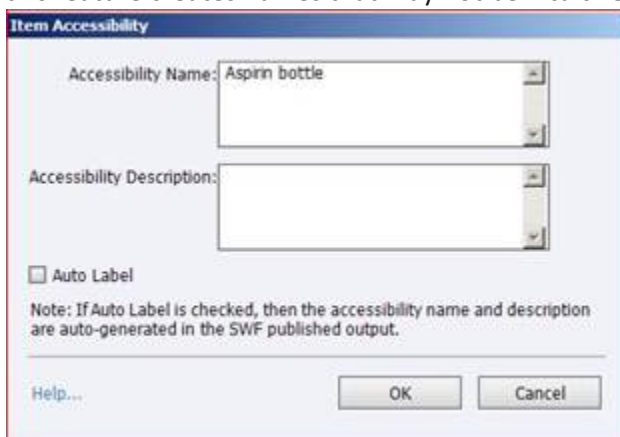 Item Accessibility
Accessibility Name: Aspirin bottle
Accessibility Description:
Auto Label
Note: If Auto Label is checked, then the accessibility name and description
are auto-generated in the SWF published output.
Help... OK Cancel